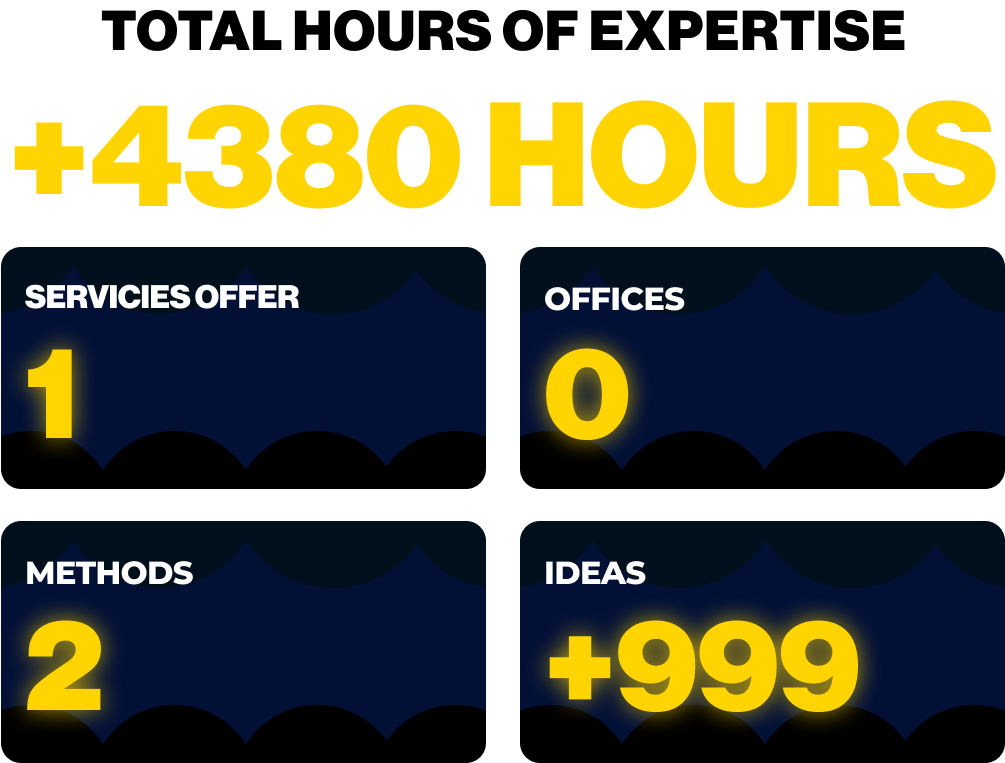 TOTAL HOURS OF EXPERTISE
+4380 HOURS
SERVICIES OFFER
1
OFFICES
0
METHODS
2
IDEAS
+999